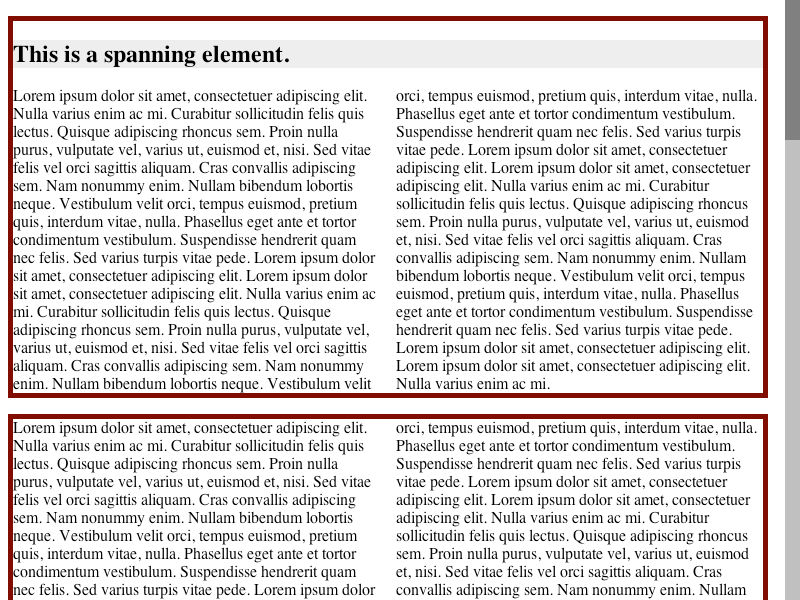 This is a spanning element.
Lorem ipsum dolor sit amet, consectetuer adipiscing elit.
Nulla varius enim ac mi. Curabitur sollicitudin felis quis
lectus. Quisque adipiscing rhoncus sem. Proin nulla
purus, vulputate vel, varius ut, euismod et, nisi. Sed vitae
felis vel orci sagittis aliquam. Cras convallis adipiscing
sem. Nam nonummy enim. Nullam bibendum lobortis
neque. Vestibulum velit orci, tempus euismod, pretium
quis, interdum vitae, nulla. Phasellus eget ante et tortor
condimentum vestibulum. Suspendisse hendrerit quam
nec felis. Sed varius turpis vitae pede. Lorem ipsum dolor
sit amet, consectetuer adipiscing elit. Lorem ipsum dolor
sit amet, consectetuer adipiscing elit. Nulla varius enim ac
mi. Curabitur sollicitudin felis quis lectus. Quisque
adipiscing rhoncus sem. Proin nulla purus, vulputate vel,
varius ut, euismod et, nisi. Sed vitae felis vel orci sagittis
aliquam. Cras convallis adipiscing sem. Nam nonummy
enim. Nullam bibendum lobortis neque. Vestibulum velit
orci, tempus euismod, pretium quis, interdum vitae, nulla.
Phasellus eget ante et tortor condimentum vestibulum.
Suspendisse hendrerit quam nec felis. Sed varius turpis
vitae pede. Lorem ipsum dolor sit amet, consectetuer
adipiscing elit. Lorem ipsum dolor sit amet, consectetuer
adipiscing elit. Nulla varius enim ac mi. Curabitur
sollicitudin felis quis lectus. Quisque adipiscing rhoncus
sem. Proin nulla purus, vulputate vel, varius ut, euismod
et, nisi. Sed vitae felis vel orci sagittis aliquam. Cras
convallis adipiscing sem. Nam nonummy enim. Nullam
bibendum lobortis neque. Vestibulum velit orci, tempus
euismod, pretium quis, interdum vitae, nulla. Phasellus
eget ante et tortor condimentum vestibulum. Suspendisse
hendrerit quam nec felis. Sed varius turpis vitae pede.
Lorem ipsum dolor sit amet, consectetuer adipiscing elit.
Lorem ipsum dolor sit amet, consectetuer adipiscing elit.
Nulla varius enim ac mi.
Lorem ipsum dolor sit amet, consectetuer adipiscing elit.
Nulla varius enim ac mi. Curabitur sollicitudin felis quis
lectus. Quisque adipiscing rhoncus sem. Proin nulla
purus, vulputate vel, varius ut, euismod et, nisi. Sed vitae
felis vel orci sagittis aliquam. Cras convallis adipiscing
sem. Nam nonummy enim. Nullam bibendum lobortis
neque. Vestibulum velit orci, tempus euismod, pretium
quis, interdum vitae, nulla. Phasellus eget ante et tortor
condimentum vestibulum. Suspendisse hendrerit quam
nec felis. Sed varius turpis vitae pede. Lorem ipsum dolor
orci, tempus euismod, pretium quis, interdum vitae, nulla.
Phasellus eget ante et tortor condimentum vestibulum.
Suspendisse hendrerit quam nec felis. Sed varius turpis
vitae pede. Lorem ipsum dolor sit amet, consectetuer
adipiscing elit. Lorem ipsum dolor sit amet, consectetuer
adipiscing elit. Nulla varius enim ac mi. Curabitur
sollicitudin felis quis lectus. Quisque adipiscing rhoncus
sem. Proin nulla purus, vulputate vel, varius ut, euismod
et, nisi. Sed vitae felis vel orci sagittis aliquam. Cras
convallis adipiscing sem. Nam nonummy enim. Nullam